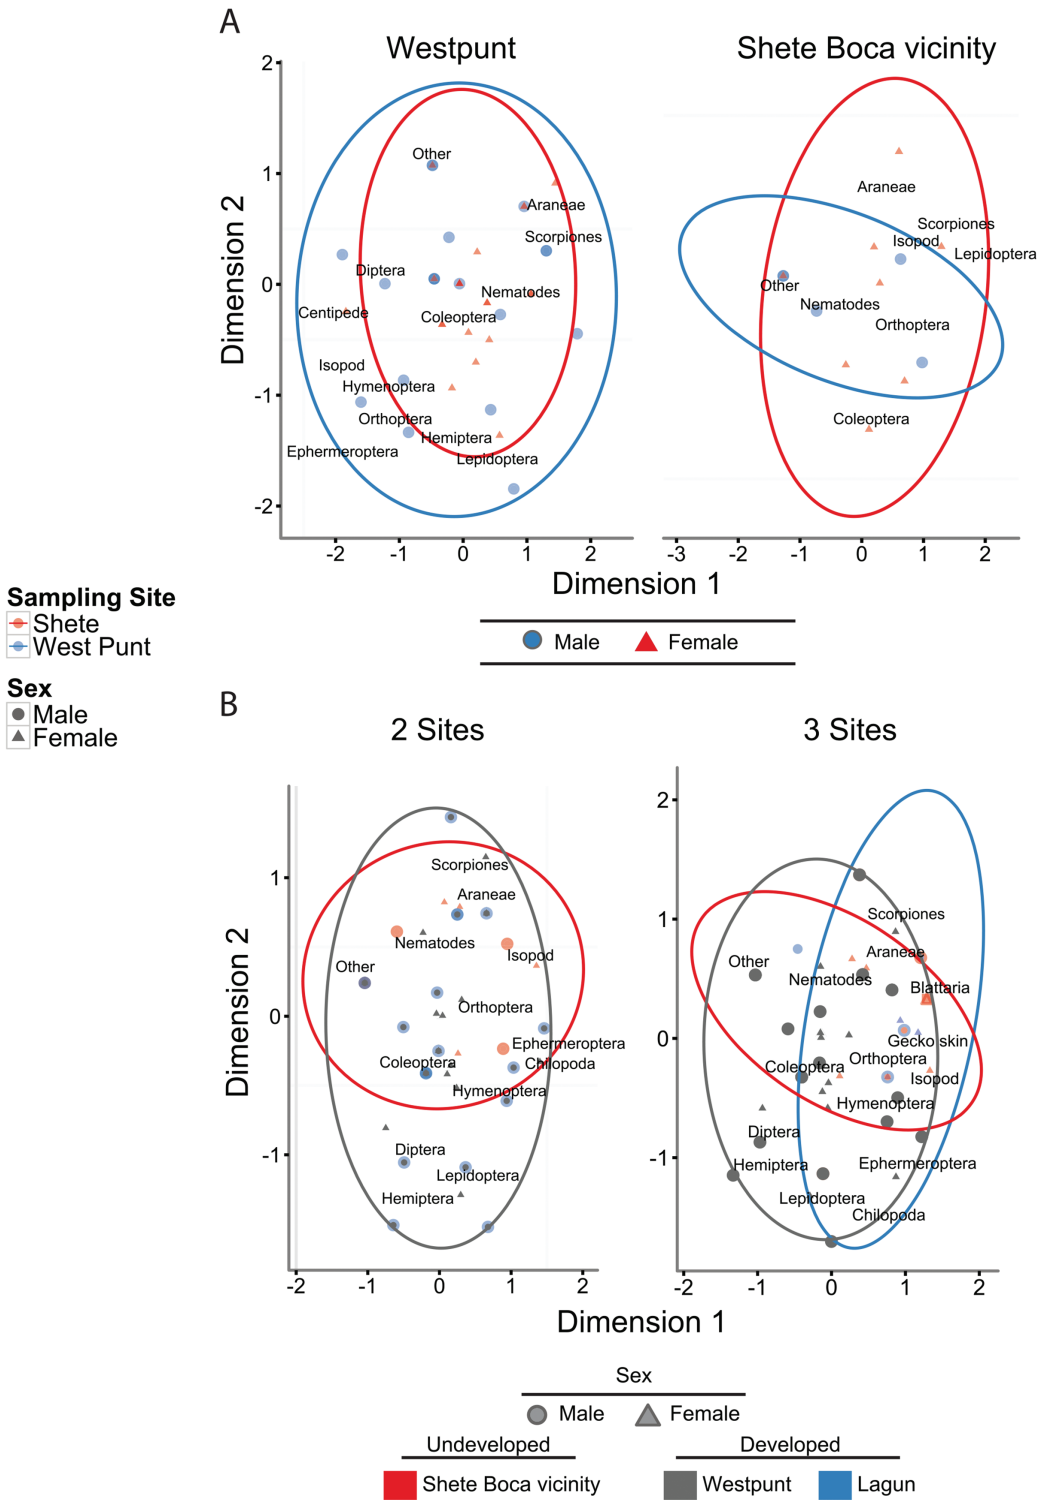 A
Westpunt
Shete Boca vicinity
2
1
0
-1
-2
Dimension 2
Other
Araneae
Scorpiones
Diptera
Nematodes
Centipede
Coleoptera
Isopod
Hymenoptera
Orthoptera
Hemiptera
Ephermeroptera
Lepidoptera
-2
-1
0
1
2
Araneae
Scorpiones
Isopod
Lepidoptera
Other
Nematodes
Orthoptera
Coleoptera
-3
-2
-1
0
1
2
Dimension 1
Male
Female
Sampling Site
Shete
West Punt
Sex
Male
Female
B
2 Sites
3 Sites
1
0
-1
Dimension 2
Scorpiones
Araneae
Nematodes
Isopod
Other
Orthoptera
Ephermeroptera
Coleoptera
Chilopoda
Hymenoptera
Diptera
Lepidoptera
Hemiptera
-2
-1
0
1
2
2
1
0
-1
Scorpiones
Araneae
Other
Nematodes
Blattaria
Gecko skin
Orthoptera
Coleoptera
Isopod
Hymenoptera
Diptera
Hemiptera
Ephermeroptera
Lepidoptera
Chilopoda
-2
-1
0
1
2
Dimension 1
Sex
Male
Female
Undeveloped
Developed
Shete Boca vicinity
Westpunt
Lagun